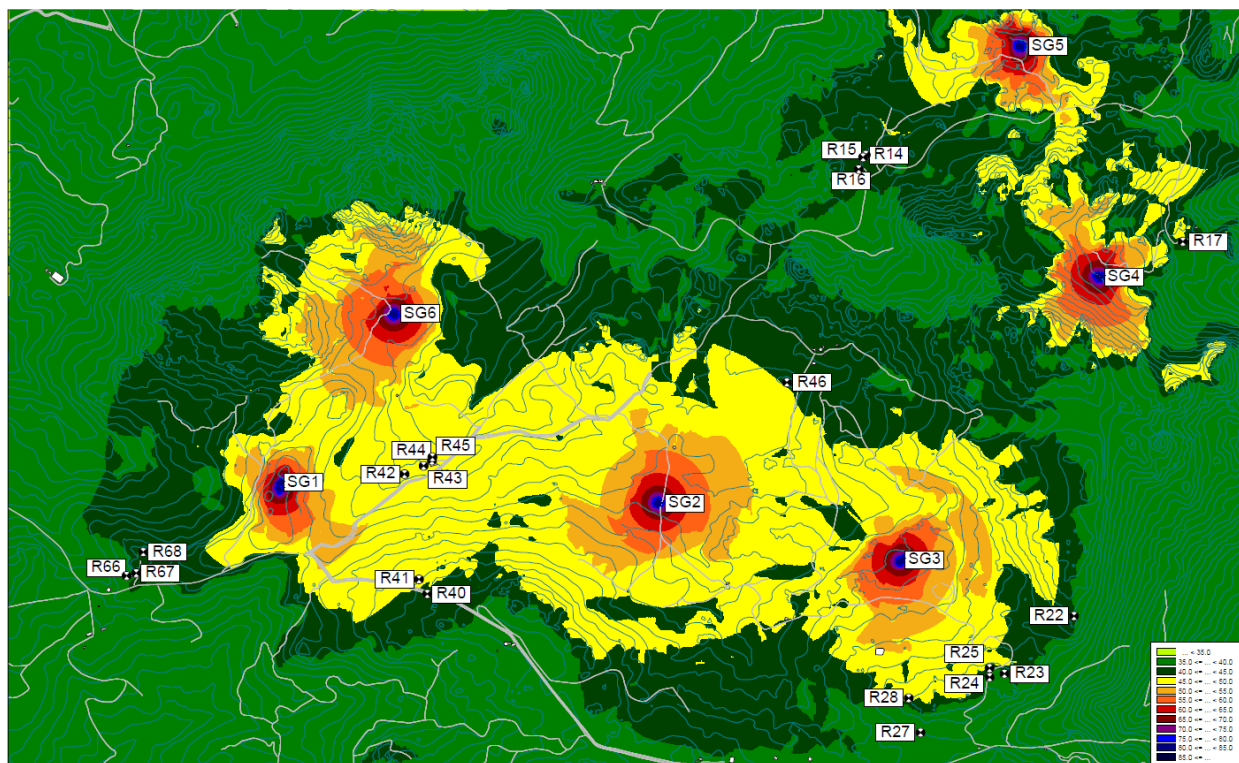 SG5
R15
R14
R16
R17
SG4
SG6
R46
R45
R44
R42
R43
SG1
SG2
R68
R66
R67
SG3
R41
R40
R22
R25
R23
R24
R28
R27
... < 35.0
35.0 <= ... < 40.0
40.0 <= ... < 45.0
45.0 <= ... < 50.0
50.0 <= ... < 55.0
55.0 <= ... < 60.0
60.0 <= ... < 65.0
65.0 <= ... < 70.0
70.0 <= ... < 75.0
75.0 <= ... < 80.0
80.0 <= ... < 85.0
85.0 <= ...